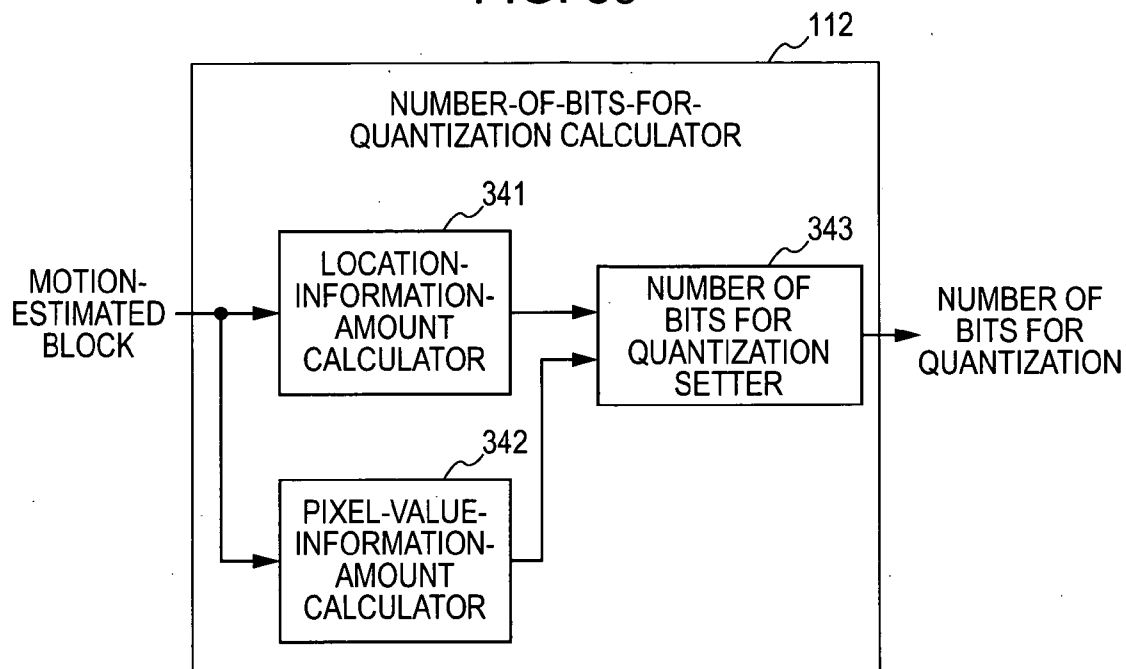 112
NUMBER-OF-BITS-FOR-
QUANTIZATION CALCULATOR
341
LOCATION-
INFORMATION-
AMOUNT
CALCULATOR
343
NUMBER OF
BITS FOR
QUANTIZATION
SETTER
MOTION-
ESTIMATED
BLOCK
NUMBER OF
BITS FOR
QUANTIZATION
342
PIXEL-VALUE-
INFORMATION-
AMOUNT
CALCULATOR